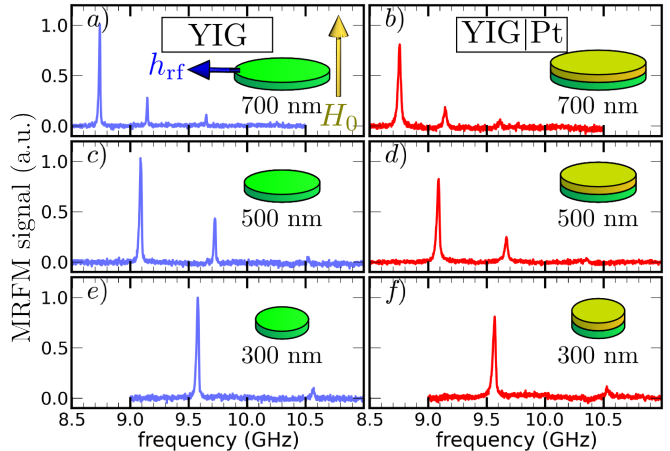 a)
YIG
h_rf
700 nm
H_0
b)
YIG|Pt
700 nm
c)
500 nm
d)
500 nm
e)
300 nm
f)
300 nm
MRFM signal (a.u.)
1.0
0.5
0.0
1.0
0.5
0.0
1.0
0.5
0.0
8.5 9.0 9.5 10.0 10.5
8.5 9.0 9.5 10.0 10.5
frequency (GHz)
frequency (GHz)